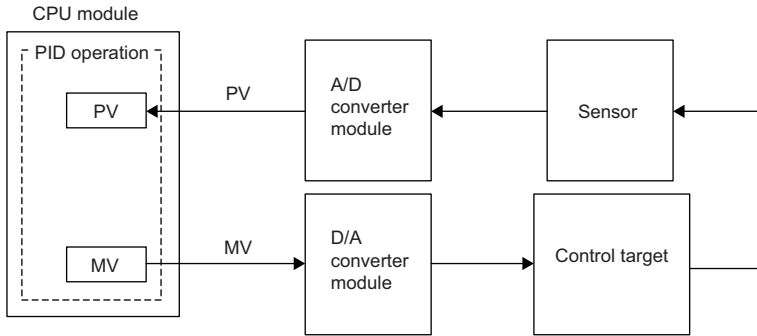 CPU module
PID operation
PV
PV
A/D
converter
module
Sensor
MV
MV
D/A
converter
module
Control target